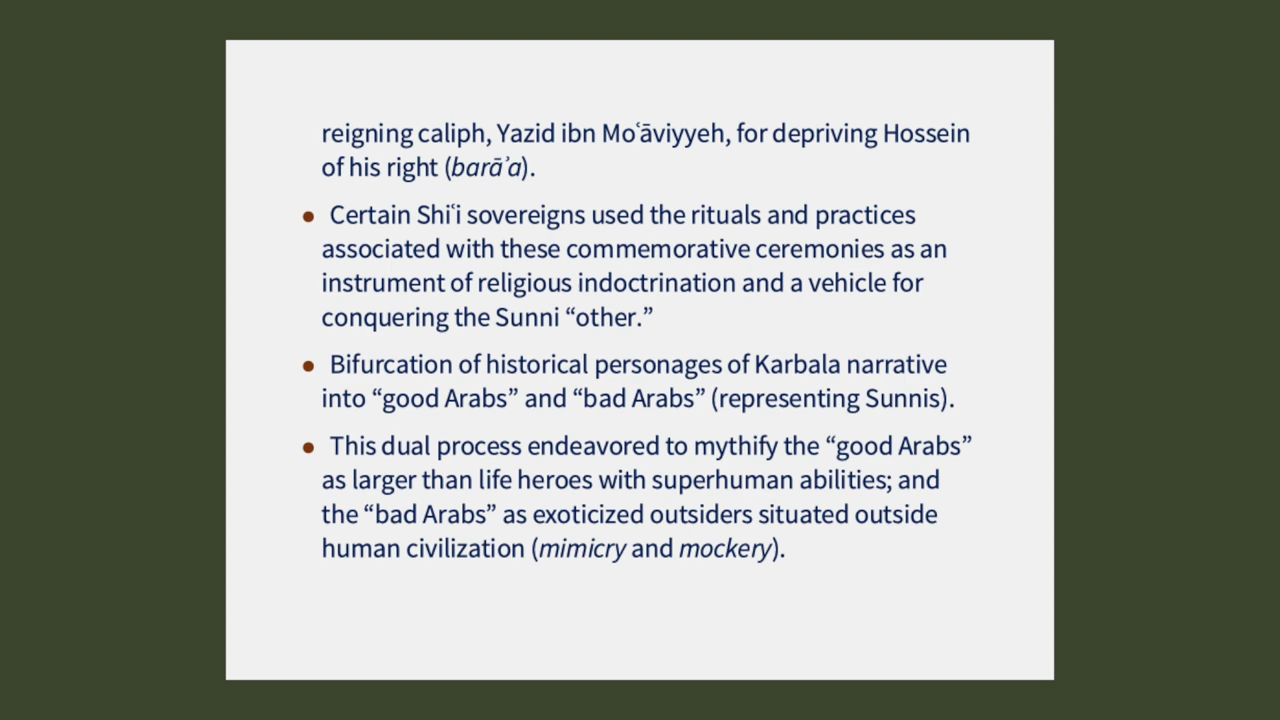 reigning caliph, Yazid ibn Moʿāviyyeh, for depriving Hossein
of his right (barāʾa).
● Certain Shiʿi sovereigns used the rituals and practices
associated with these commemorative ceremonies as an
instrument of religious indoctrination and a vehicle for
conquering the Sunni “other.”
● Bifurcation of historical personages of Karbala narrative
into “good Arabs” and “bad Arabs” (representing Sunnis).
● This dual process endeavored to mythify the “good Arabs”
as larger than life heroes with superhuman abilities; and
the “bad Arabs” as exoticized outsiders situated outside
human civilization (mimicry and mockery).